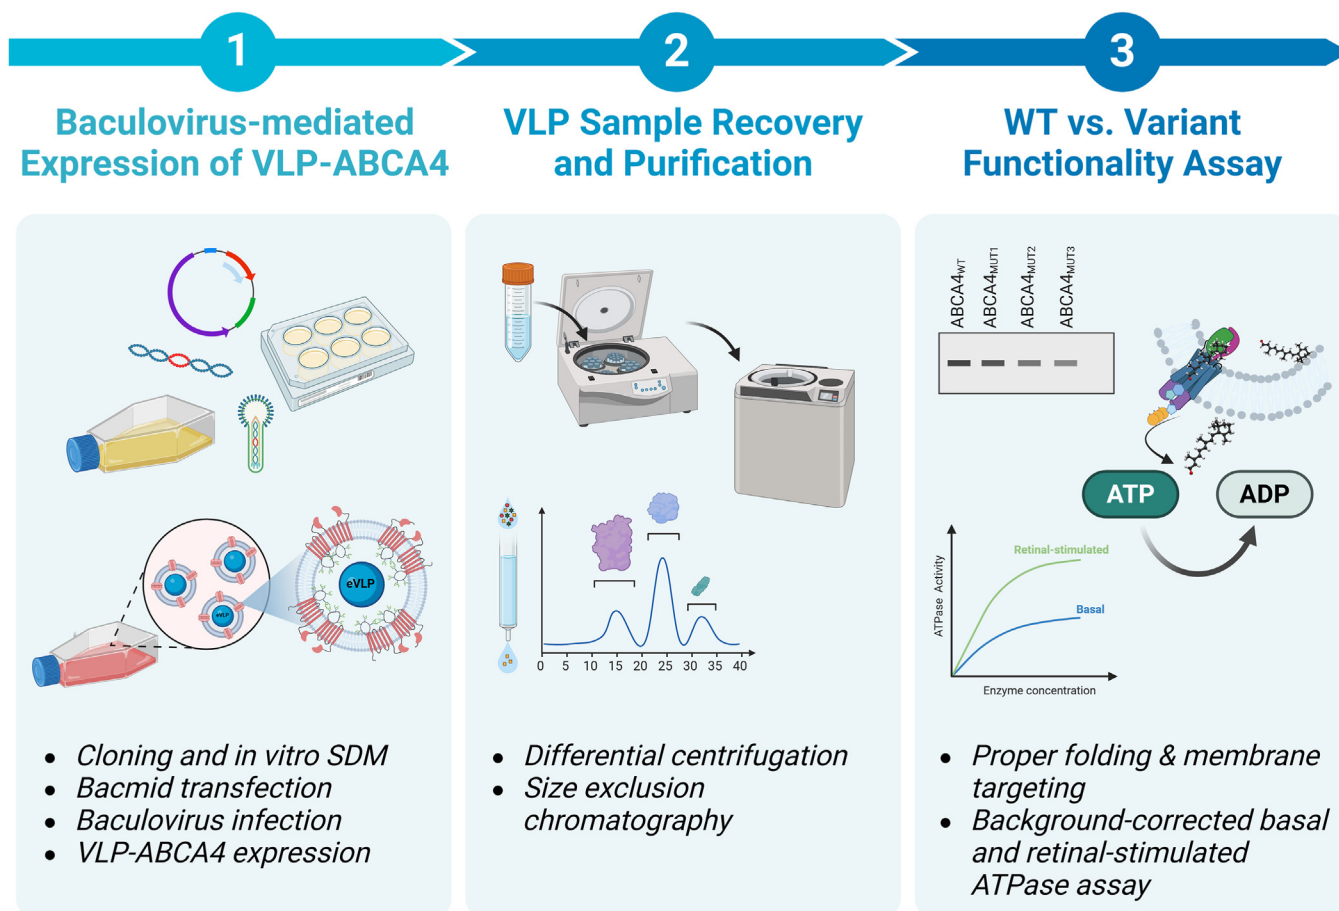 1
2
3
Baculovirus-mediated
Expression of VLP-ABCA4
VLP Sample Recovery
and Purification
WT vs. Variant
Functionality Assay
eVLP
eVLP
0 5 10 15 20 25 30 35 40
ABCA4WT
ABCA4MUT1
ABCA4MUT2
ABCA4MUT3
ATP
ADP
ATPase Activity
Retinal-stimulated
Basal
Enzyme concentration
• Cloning and in vitro SDM
• Bacmid transfection
• Baculovirus infection
• VLP-ABCA4 expression
• Differential centrifugation
• Size exclusion
chromatography
• Proper folding & membrane
targeting
• Background-corrected basal
and retinal-stimulated
ATPase assay